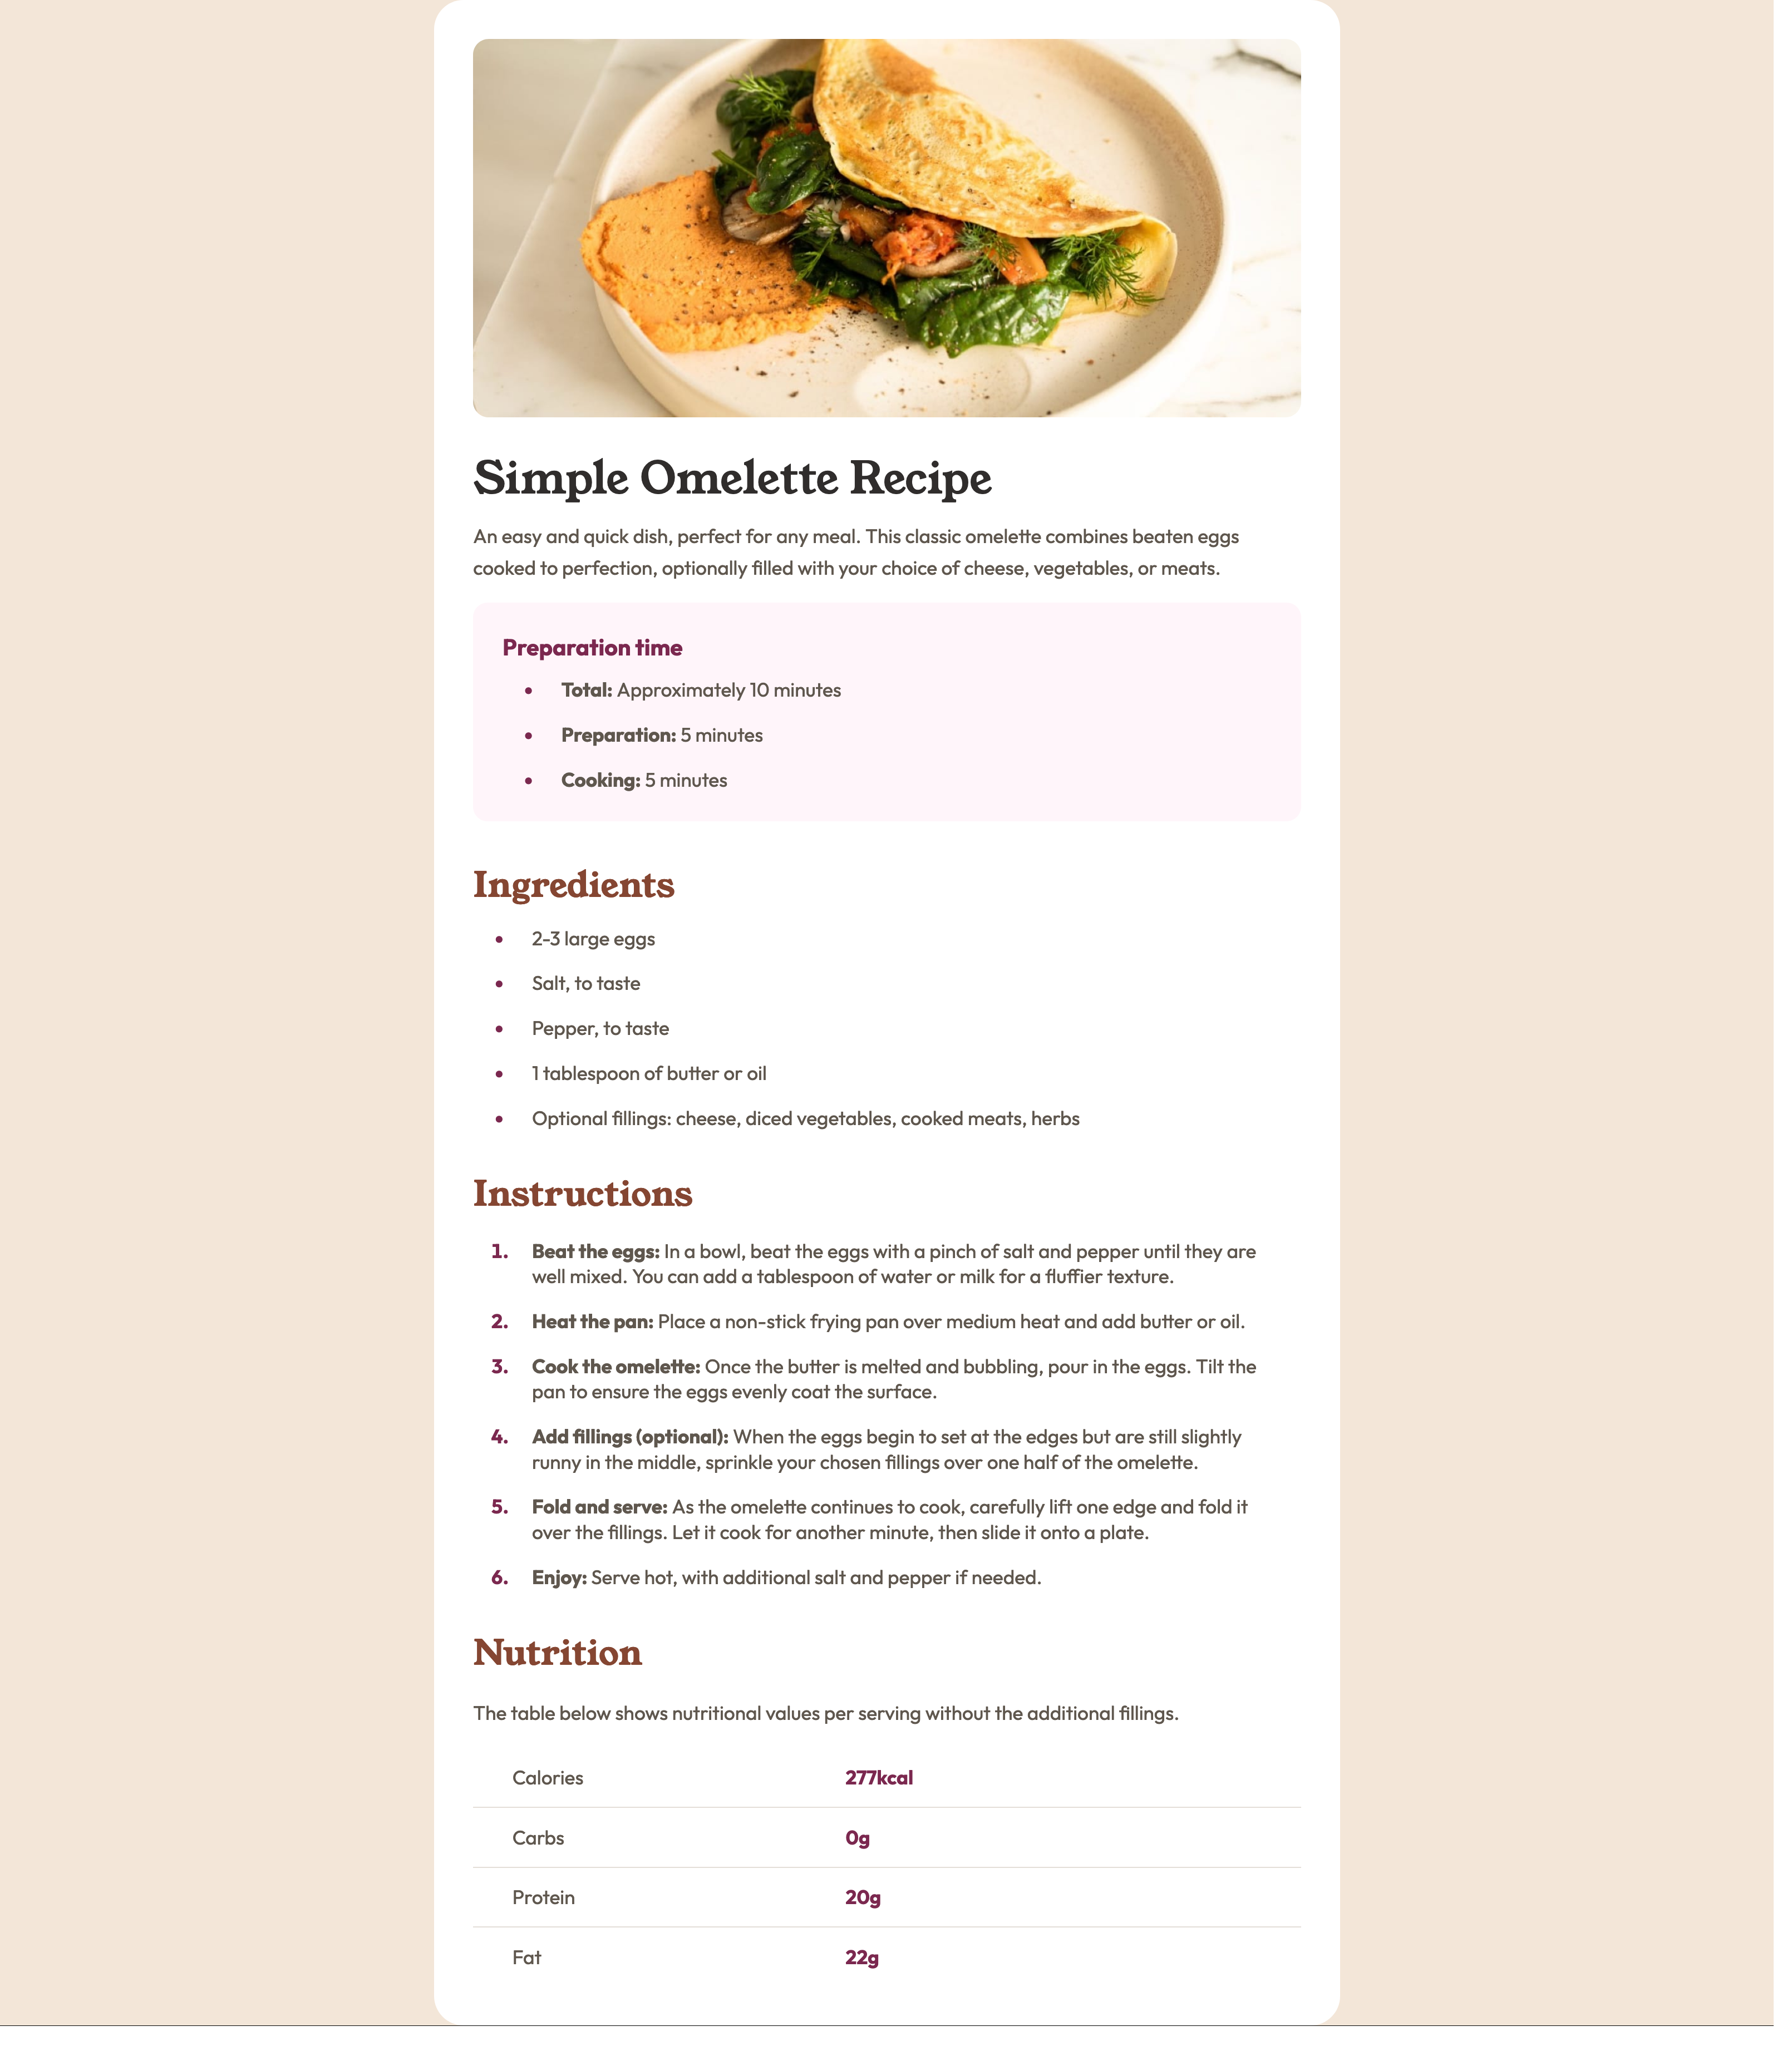 Simple Omelette Recipe
An easy and quick dish, perfect for any meal. This classic omelette combines beaten eggs
cooked to perfection, optionally filled with your choice of cheese, vegetables, or meats.
Preparation time
• Total: Approximately 10 minutes
• Preparation: 5 minutes
• Cooking: 5 minutes
Ingredients
• 2-3 large eggs
• Salt, to taste
• Pepper, to taste
• 1 tablespoon of butter or oil
• Optional fillings: cheese, diced vegetables, cooked meats, herbs
Instructions
1. Beat the eggs: In a bowl, beat the eggs with a pinch of salt and pepper until they are
well mixed. You can add a tablespoon of water or milk for a fluffier texture.
2. Heat the pan: Place a non-stick frying pan over medium heat and add butter or oil.
3. Cook the omelette: Once the butter is melted and bubbling, pour in the eggs. Tilt the
pan to ensure the eggs evenly coat the surface.
4. Add fillings (optional): When the eggs begin to set at the edges but are still slightly
runny in the middle, sprinkle your chosen fillings over one half of the omelette.
5. Fold and serve: As the omelette continues to cook, carefully lift one edge and fold it
over the fillings. Let it cook for another minute, then slide it onto a plate.
6. Enjoy: Serve hot, with additional salt and pepper if needed.
Nutrition
The table below shows nutritional values per serving without the additional fillings.
Calories 277kcal
Carbs 0g
Protein 20g
Fat 22g